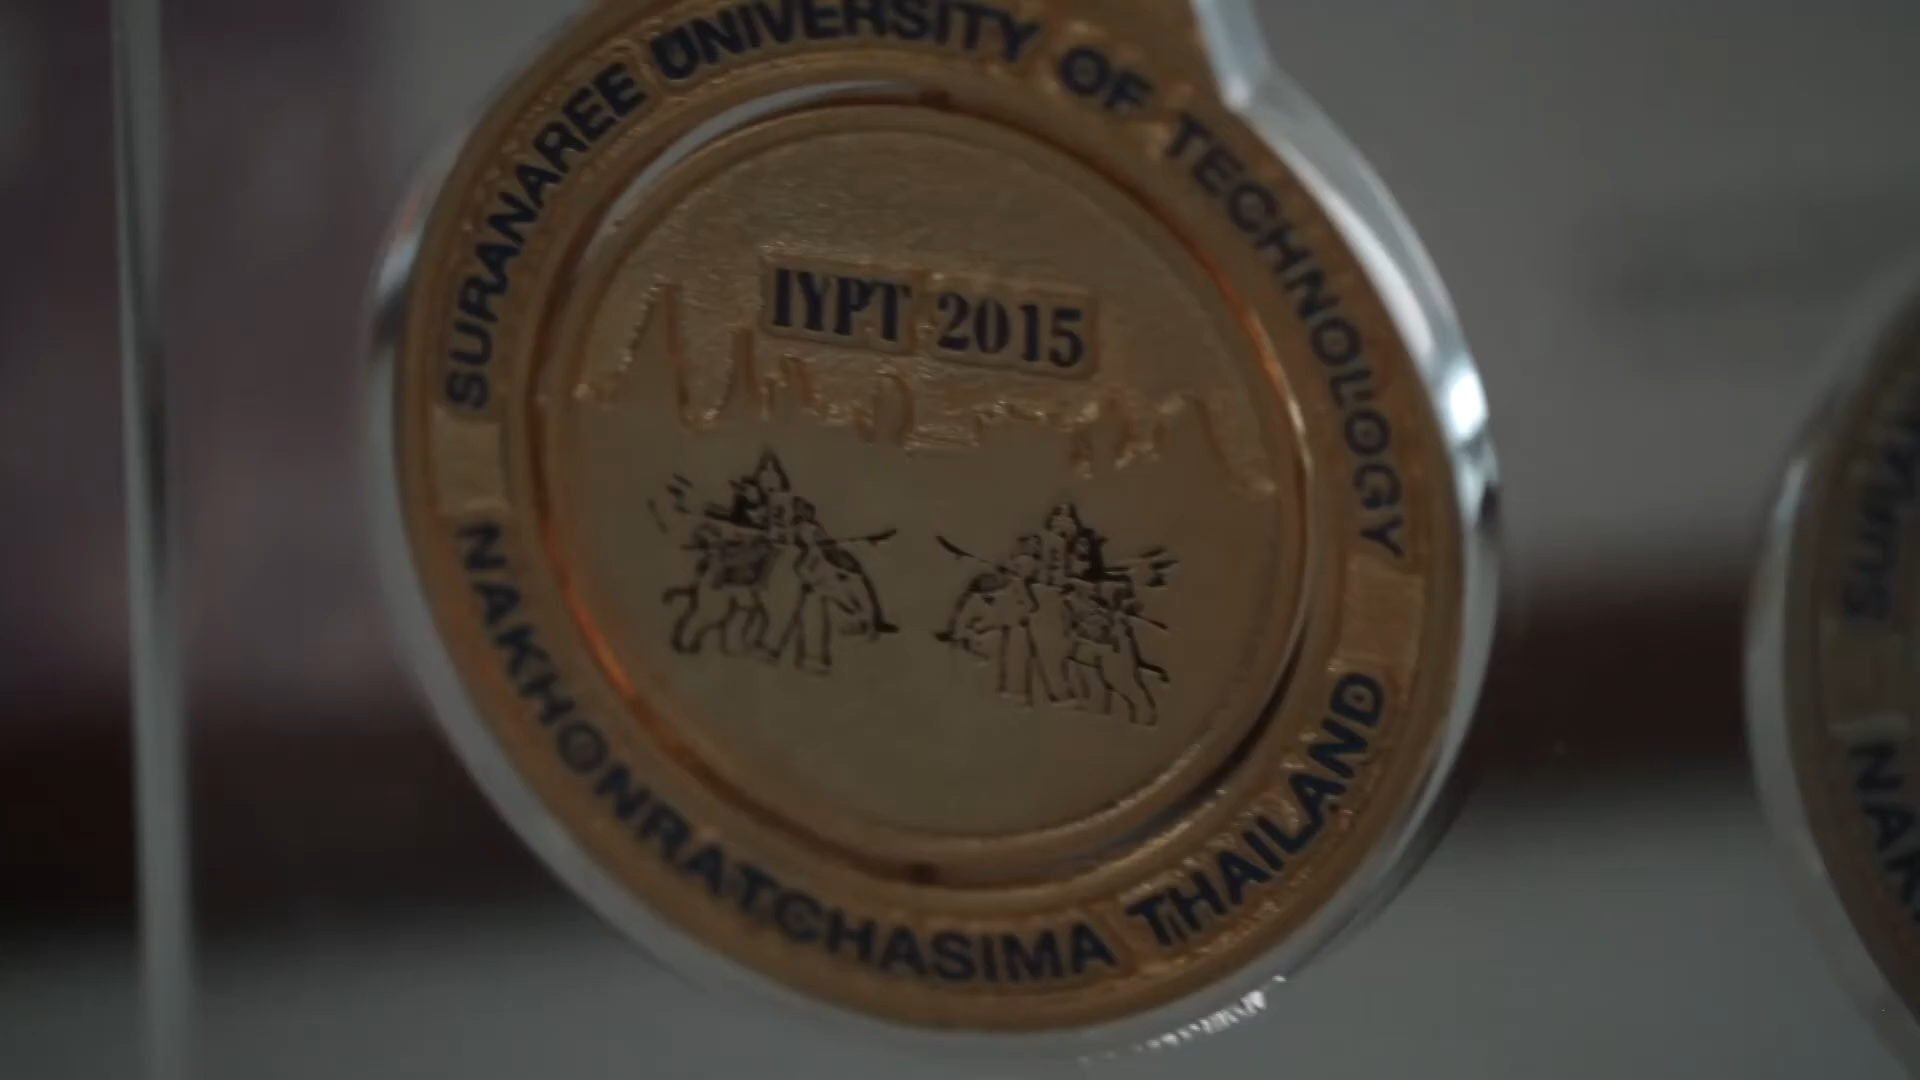 SURANAREE UNIVERSITY OF TECHNOLOGY
IYPT 2015
NAKHONRATCHASIMA THAILAND